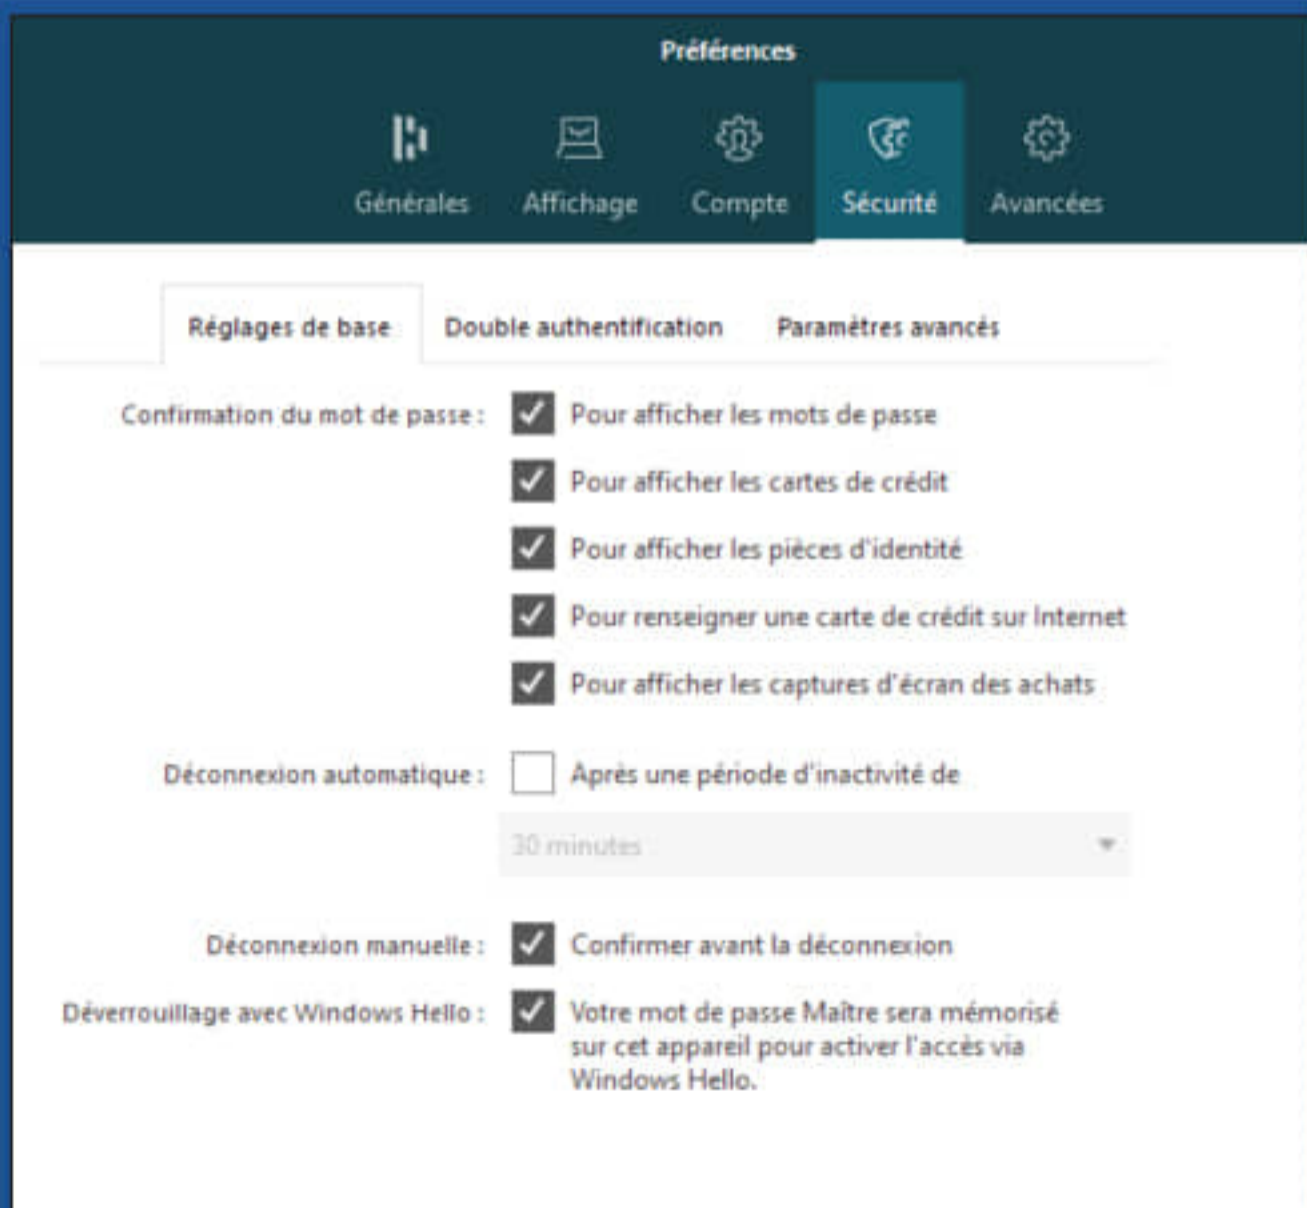 Préférences
Générales Affichage Compte Sécurité Avancées
Réglages de base Double authentification Paramètres avancés
Confirmation du mot de passe : Pour afficher les mots de passe
Pour afficher les cartes de crédit
Pour afficher les pièces d'identité
Pour renseigner une carte de crédit sur Internet
Pour afficher les captures d'écran des achats
Déconnexion automatique : Après une période d'inactivité de
30 minutes
Déconnexion manuelle : Confirmer avant la déconnexion
Déverrouillage avec Windows Hello : Votre mot de passe Maître sera mémorisé
sur cet appareil pour activer l'accès via
Windows Hello.